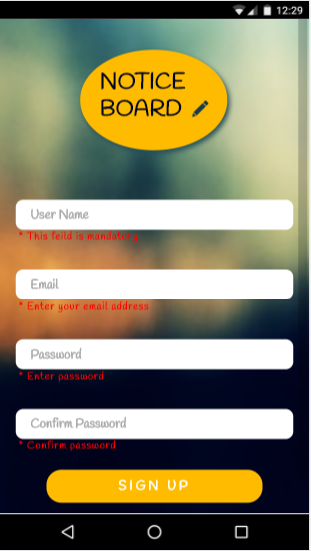 12:29
NOTICE
BOARD
User Name
* This feild is mandatory
Email
* Enter your email address
Password
* Enter password
Confirm Password
* Confirm password
SIGN UP